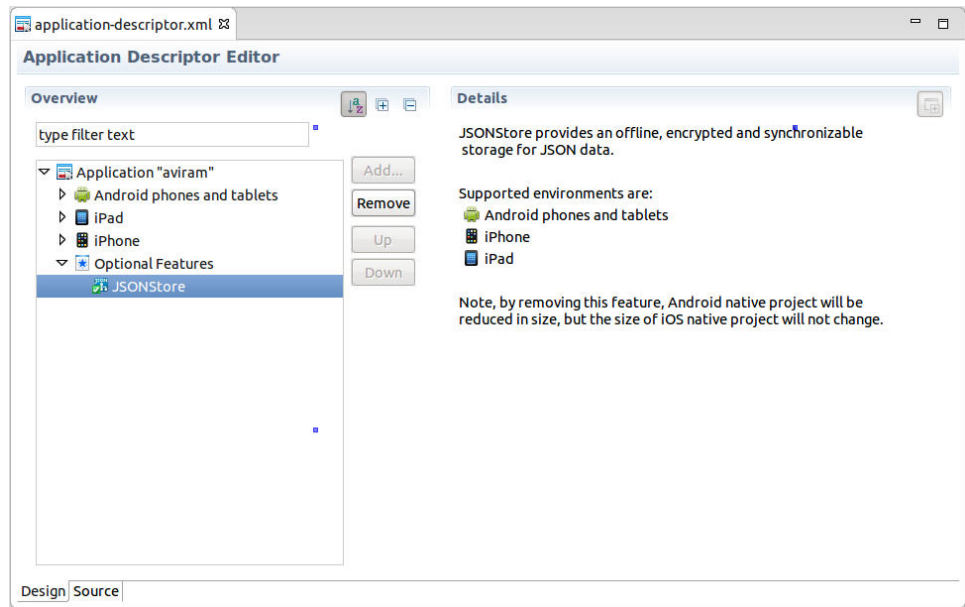 application-descriptor.xml
Application Descriptor Editor
Overview
type filter text
Application "aviram"
Android phones and tablets
iPad
iPhone
Optional Features
JSONStore
Add...
Remove
Up
Down
Details
JSONStore provides an offline, encrypted and synchronizable
storage for JSON data.
Supported environments are:
Android phones and tablets
iPhone
iPad
Note, by removing this feature, Android native project will be
reduced in size, but the size of iOS native project will not change.
Design
Source